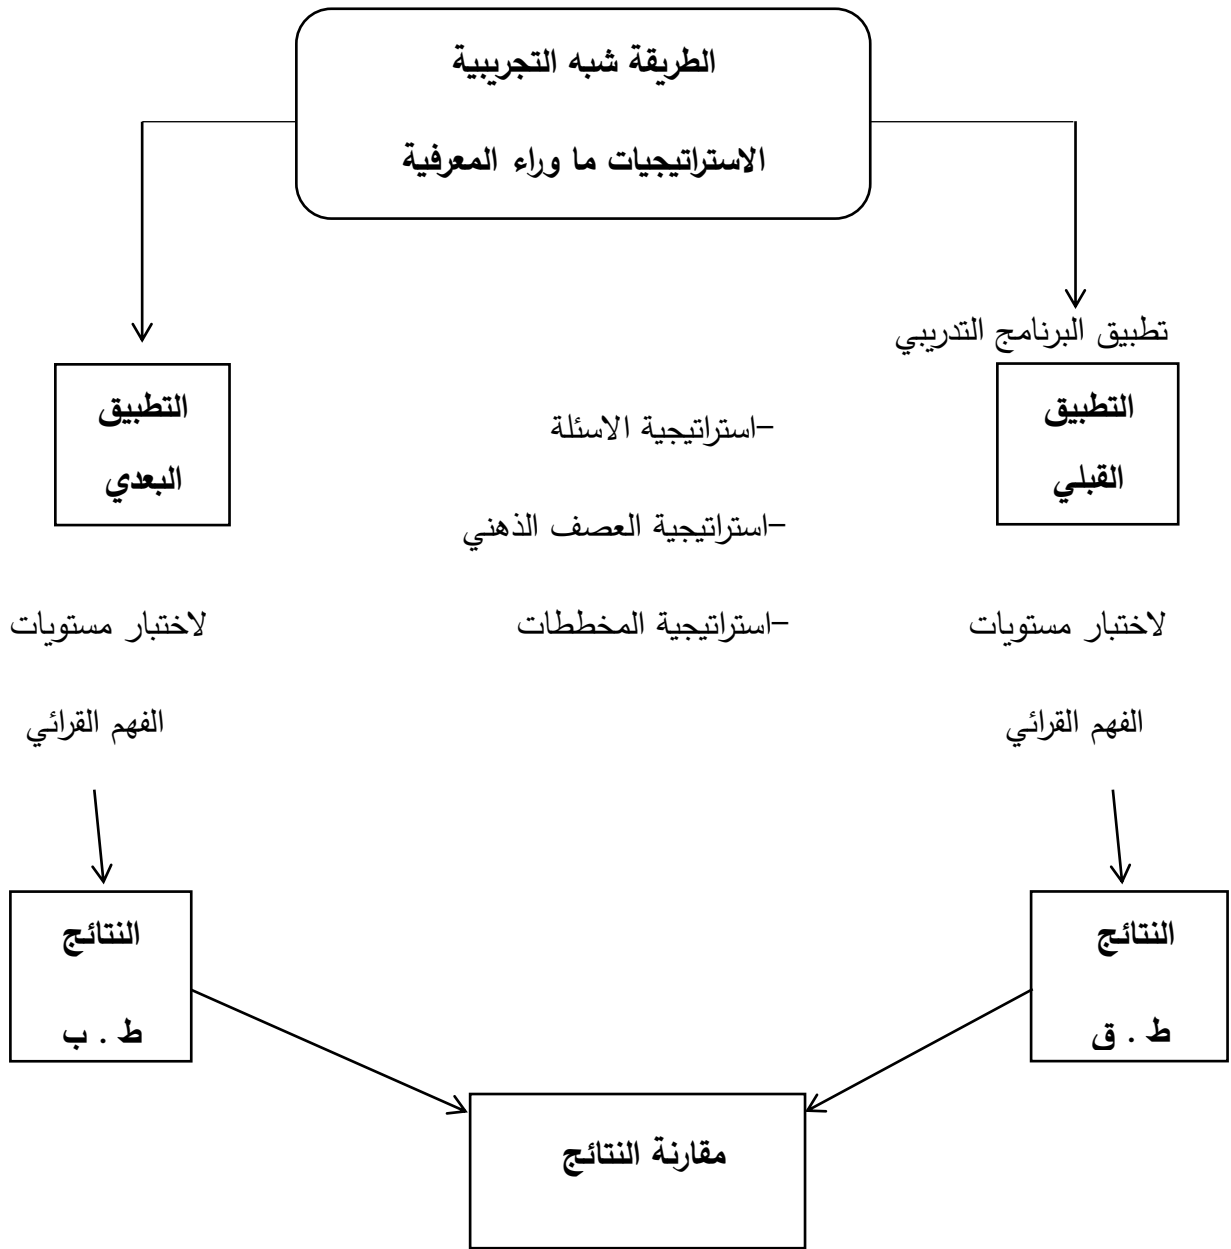 الطريقة شبه التجريبية
الاستراتيجيات ما وراء المعرفية
تطبيق البرنامج التدريبي
التطبيق
القبلي
-استراتيجية الاسئلة
-استراتيجية العصف الذهني
-استراتيجية المخططات
التطبيق
البعدي
لاختبار مستويات
الفهم القرائي
لاختبار مستويات
الفهم القرائي
النتائج
ط . ق
النتائج
ط . ب
مقارنة النتائج